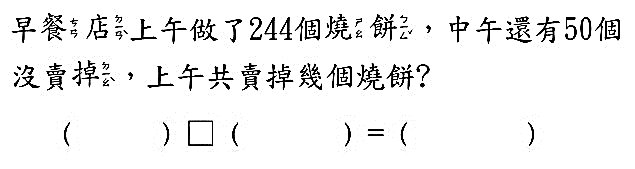 早餐ㄘㄢ店ㄉㄧㄢˋ上午做了244個燒ㄕㄠ餅ㄅㄧㄥˇ，中午還有50個
沒賣掉ㄉㄧㄠˋ，上午共賣掉幾個燒餅?
(　　　) □ (　　　) = (　　　)